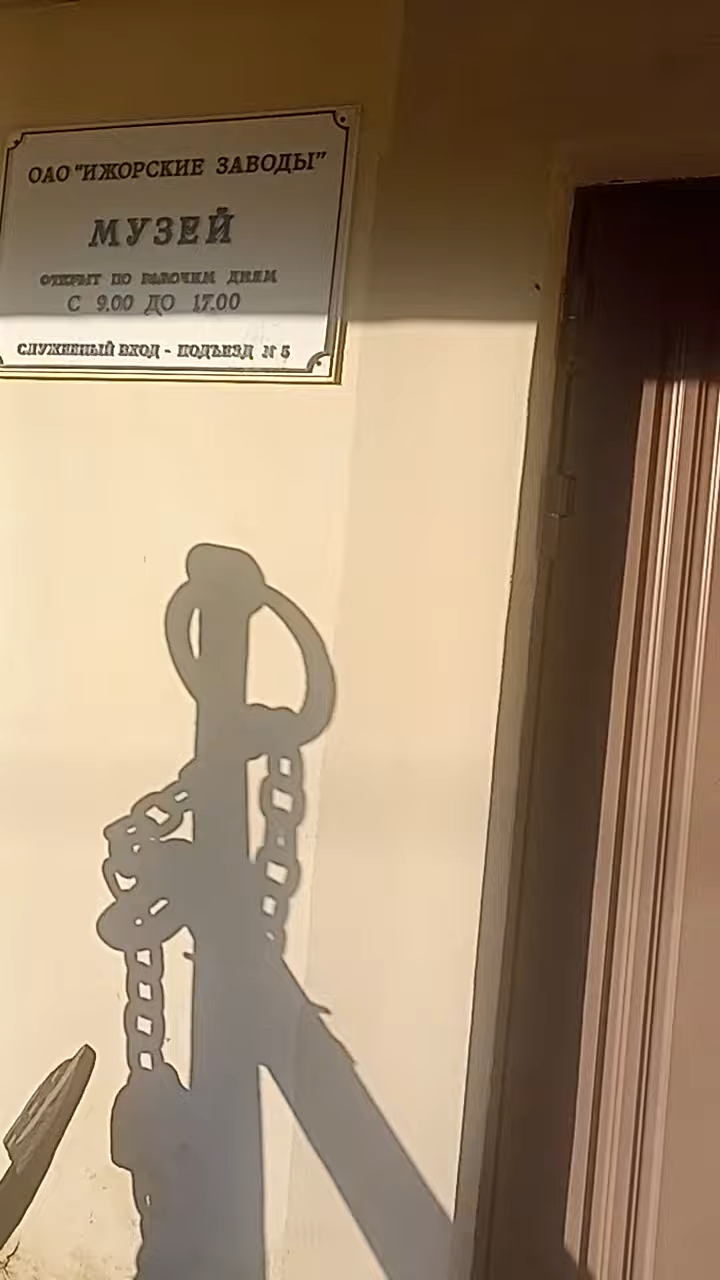 ОАО "ИЖОРСКИЕ ЗАВОДЫ"
МУЗЕЙ
ОТКРЫТ ПО РАБОЧИМ ДНЯМ
С 9.00 ДО 17.00
СЛУЖЕБНЫЙ ВХОД - ПОДЪЕЗД № 5